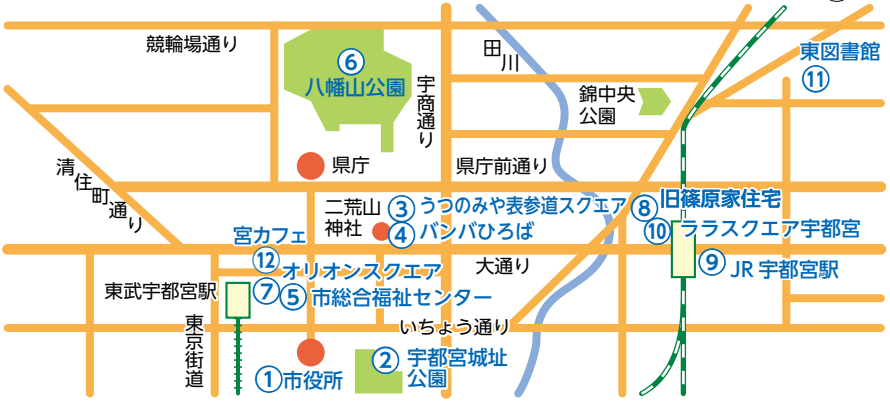 競輪場通り
⑥
八幡山公園
宇商通り
田川
錦中央
公園
東図書館
⑪
清住町通り
県庁
県庁前通り
二荒山
神社
③うつのみや表参道スクエア
④バンバひろば
⑧旧篠原家住宅
⑩ララスクエア宇都宮
宮カフェ
⑫
オリオンスクエア
大通り
⑨JR宇都宮駅
東武宇都宮駅
⑦⑤市総合福祉センター
東京街道
いちょう通り
①市役所
②宇都宮城址
公園